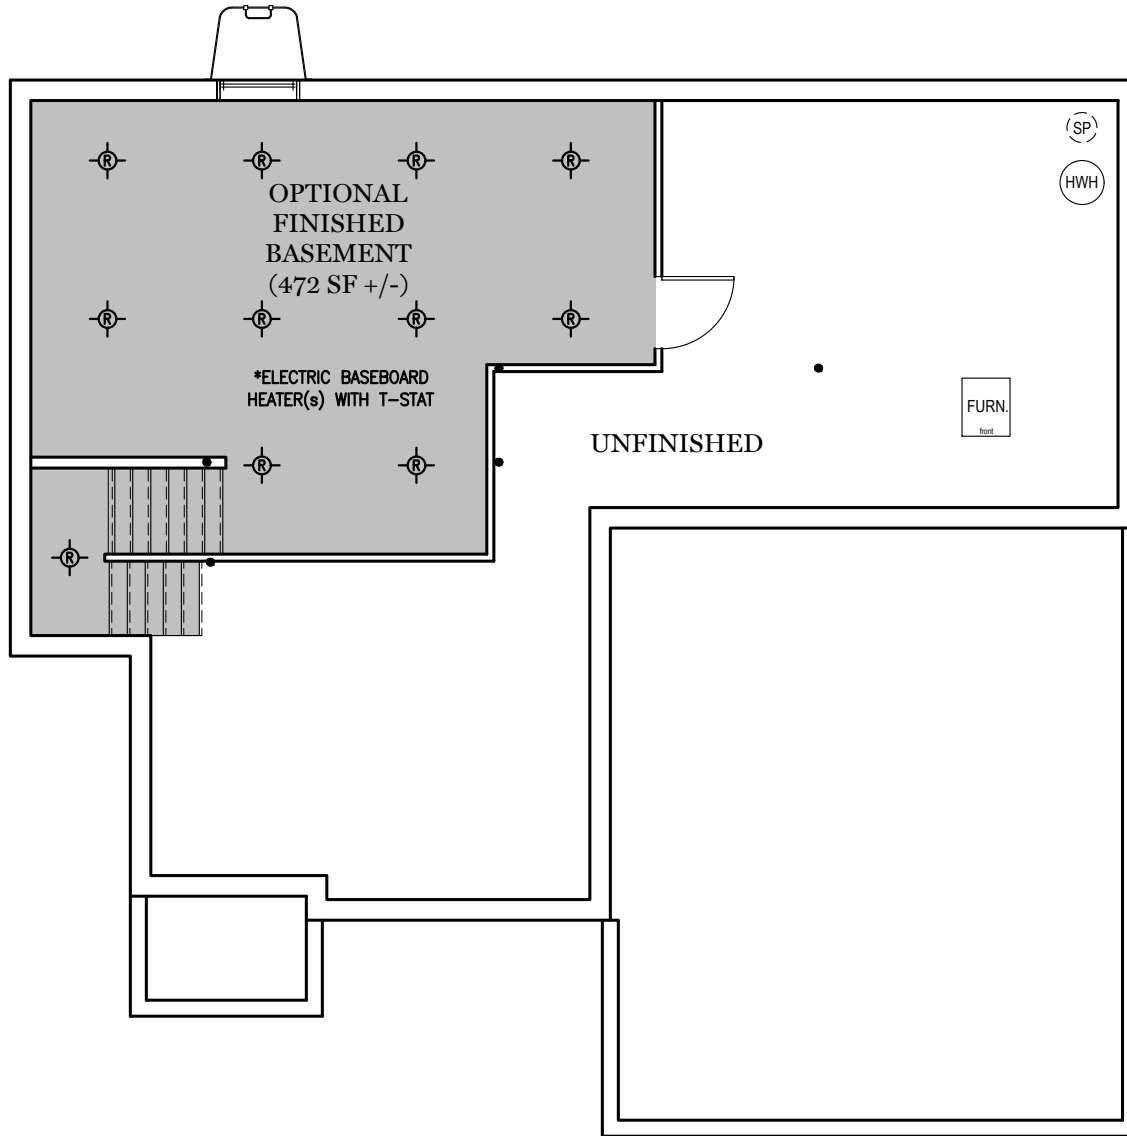 SP
R R R R
HWH
OPTIONAL
FINISHED
BASEMENT
(472 SF +/-)
R R R R
*ELECTRIC BASEBOARD
HEATER(s) WITH T-STAT
FURN.
front
UNFINISHED
R R
R